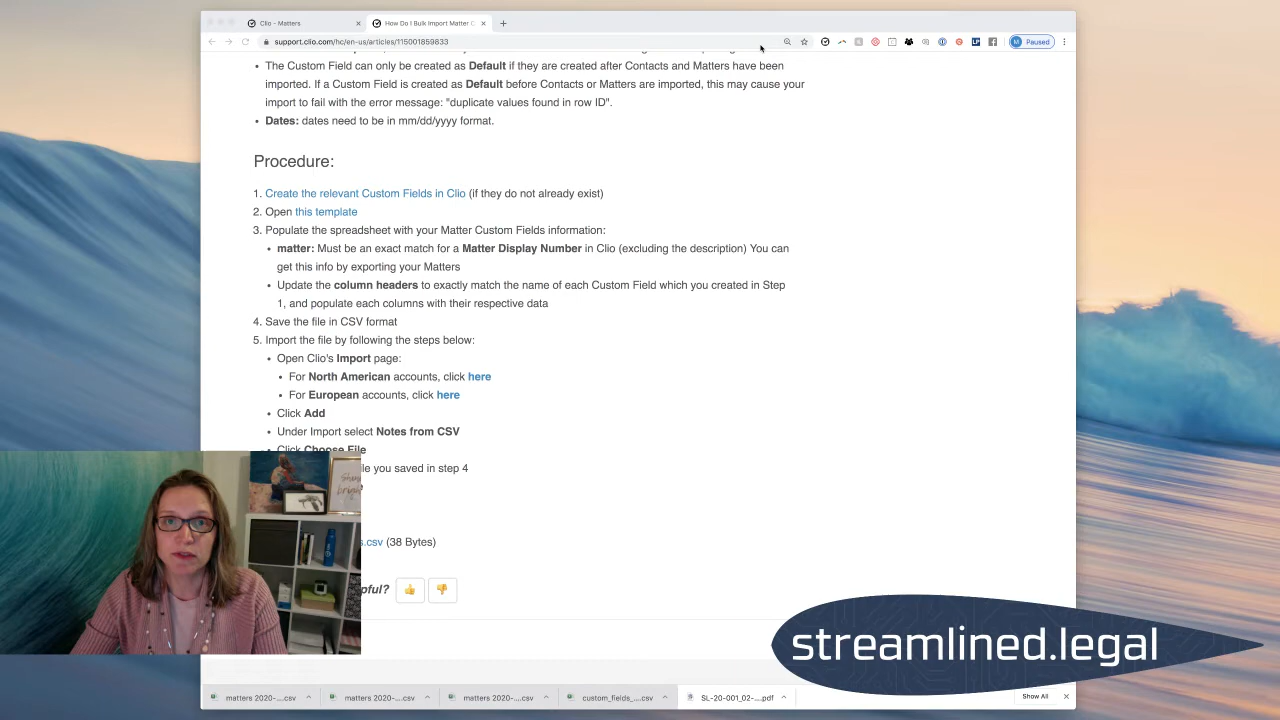 Clio - Matters
How Do I Bulk Import Matter C
support.clio.com/hc/en-us/articles/115001859833
Paused
• The Custom Field can only be created as Default if they are created after Contacts and Matters have been
imported. If a Custom Field is created as Default before Contacts or Matters are imported, this may cause your
import to fail with the error message: "duplicate values found in row ID".
• Dates: dates need to be in mm/dd/yyyy format.
Procedure:
1. Create the relevant Custom Fields in Clio (if they do not already exist)
2. Open this template
3. Populate the spreadsheet with your Matter Custom Fields information:
• matter: Must be an exact match for a Matter Display Number in Clio (excluding the description) You can
get this info by exporting your Matters
• Update the column headers to exactly match the name of each Custom Field which you created in Step
1, and populate each columns with their respective data
4. Save the file in CSV format
5. Import the file by following the steps below:
• Open Clio's Import page:
• For North American accounts, click here
• For European accounts, click here
• Click Add
• Under Import select Notes from CSV
Click Choose File
ile you saved in step 4
s.csv (38 Bytes)
pful?
shine
bright
streamlined.legal
matters 2020-....csv
matters 2020-....csv
matters 2020-....csv
custom_fields_....csv
SL-20-001_02-....pdf
Show All